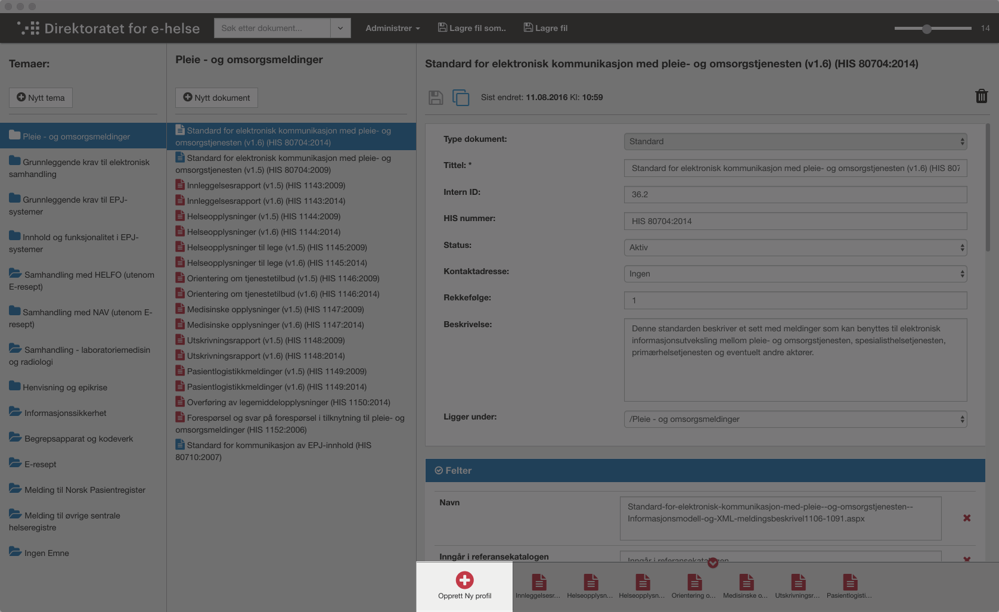 Direktoratet for e-helse
Søk etter dokument...
Administrer
Lagre fil som..
Lagre fil
14
Temaer:
Nytt tema
Pleie - og omsorgsmeldinger
Grunnleggende krav til elektronisk
samhandling
Grunnleggende krav til EPJ-
systemer
Innhold og funksjonalitet i EPJ-
systemer
Samhandling med HELFO (utenom
E-resept)
Samhandling med NAV (utenom E-
resept)
Samhandling - laboratoriemedisin
og radiologi
Henvisning og epikrise
Informasjonssikkerhet
Begrepsapparat og kodeverk
E-resept
Melding til Norsk Pasientregister
Melding til øvrige sentrale
helseregistre
Ingen Emne
Pleie - og omsorgsmeldinger
Nytt dokument
Standard for elektronisk kommunikasjon med pleie- og
omsorgstjenesten (v1.6) (HIS 80704:2014)
Standard for elektronisk kommunikasjon med pleie- og
omsorgstjenesten (v1.5) (HIS 80704:2009)
Innleggelsesrapport (v1.5) (HIS 1143:2009)
Innleggelsesrapport (v1.6) (HIS 1143:2014)
Helseopplysninger (v1.5) (HIS 1144:2009)
Helseopplysninger (v1.6) (HIS 1144:2014)
Helseopplysninger til lege (v1.5) (HIS 1145:2009)
Helseopplysninger til lege (v1.6) (HIS 1145:2014)
Orientering om tjenestetilbud (v1.5) (HIS 1146:2009)
Orientering om tjenestetilbud (v1.6) (HIS 1146:2014)
Medisinske opplysninger (v1.5) (HIS 1147:2009)
Medisinske opplysninger (v1.6) (HIS 1147:2014)
Utskrivningsrapport (v1.5) (HIS 1148:2009)
Utskrivningsrapport (v1.6) (HIS 1148:2014)
Pasientlogistikkmeldinger (v1.5) (HIS 1149:2009)
Pasientlogistikkmeldinger (v1.6) (HIS 1149:2014)
Overføring av legemiddelopplysninger (HIS 1150:2014)
Forespørsel og svar på forespørsel i tilknytning til pleie- og
omsorgsmeldinger (HIS 1152:2006)
Standard for kommunikasjon av EPJ-innhold (HIS
80710:2007)
Standard for elektronisk kommunikasjon med pleie- og omsorgstjenesten (v1.6) (HIS 80704:2014)
Sist endret: 11.08.2016 Kl: 10:59
Type dokument:
Standard
Tittel: *
Standard for elektronisk kommunikasjon med pleie- og omsorgstjenesten (v1.6) (HIS 807
Intern ID:
36.2
HIS nummer:
HIS 80704:2014
Status:
Aktiv
Kontaktadresse:
Ingen
Rekkefølge:
1
Beskrivelse:
Denne standarden beskriver et sett med meldinger som kan benyttes til elektronisk
informasjonsutveksling mellom pleie- og omsorgstjenesten, spesialisthelsetjenesten,
primærhelsetjenesten og eventuelt andre aktører.
Ligger under:
/Pleie - og omsorgsmeldinger
Felter
Navn
Standard-for-elektronisk-kommunikasjon-med-pleie--og-omsorgstjenesten--
Informasjonsmodell-og-XML-meldingsbeskrivel1106-1091.aspx
Inngår i referansekatalogen
Inngår i referansekatalogen
Opprett Ny profil
Innleggelsesr...
Helseopplysn...
Helseopplysn...
Orientering o...
Medisinske o...
Utskrivningsr...
Pasientlogisti...